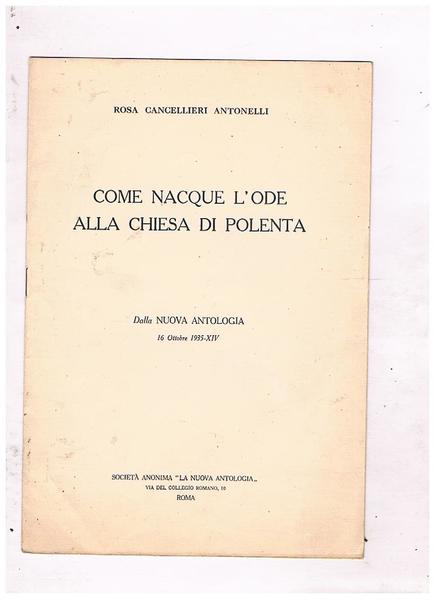 ROSA CANCELLIERI ANTONELLI
COME NACQUE L'ODE
ALLA CHIESA DI POLENTA
Dalla NUOVA ANTOLOGIA
16 Ottobre 1935-XIV
SOCIETÀ ANONIMA "LA NUOVA ANTOLOGIA„
VIA DEL COLLEGIO ROMANO, 10
ROMA